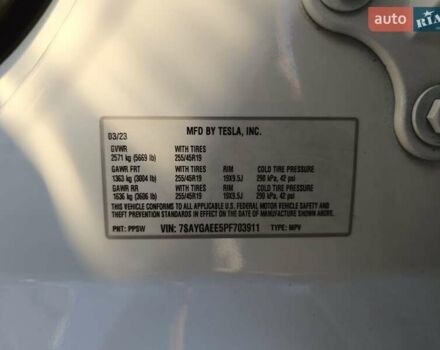 auto
RIA
03/23 MFD BY TESLA, INC.
GVWR WITH TIRES
2571 kg (5669 lb) 255/45R19
GAWR FRT WITH TIRES RIM COLD TIRE PRESSURE
1363 kg (3004 lb) 255/45R19 19X9.5J 290 kPa, 42 psi
GAWR RR WITH TIRES RIM COLD TIRE PRESSURE
1636 kg (3606 lb) 255/45R19 19X9.5J 290 kPa, 42 psi
THIS VEHICLE CONFORMS TO ALL APPLICABLE U.S. FEDERAL MOTOR VEHICLE SAFETY AND
THEFT PREVENTION STANDARDS IN EFFECT ON THE DATE OF MANUFACTURE SHOWN ABOVE.
PNT: PPSW VIN: 7SAYGAEE5PF703911 TYPE: MPV